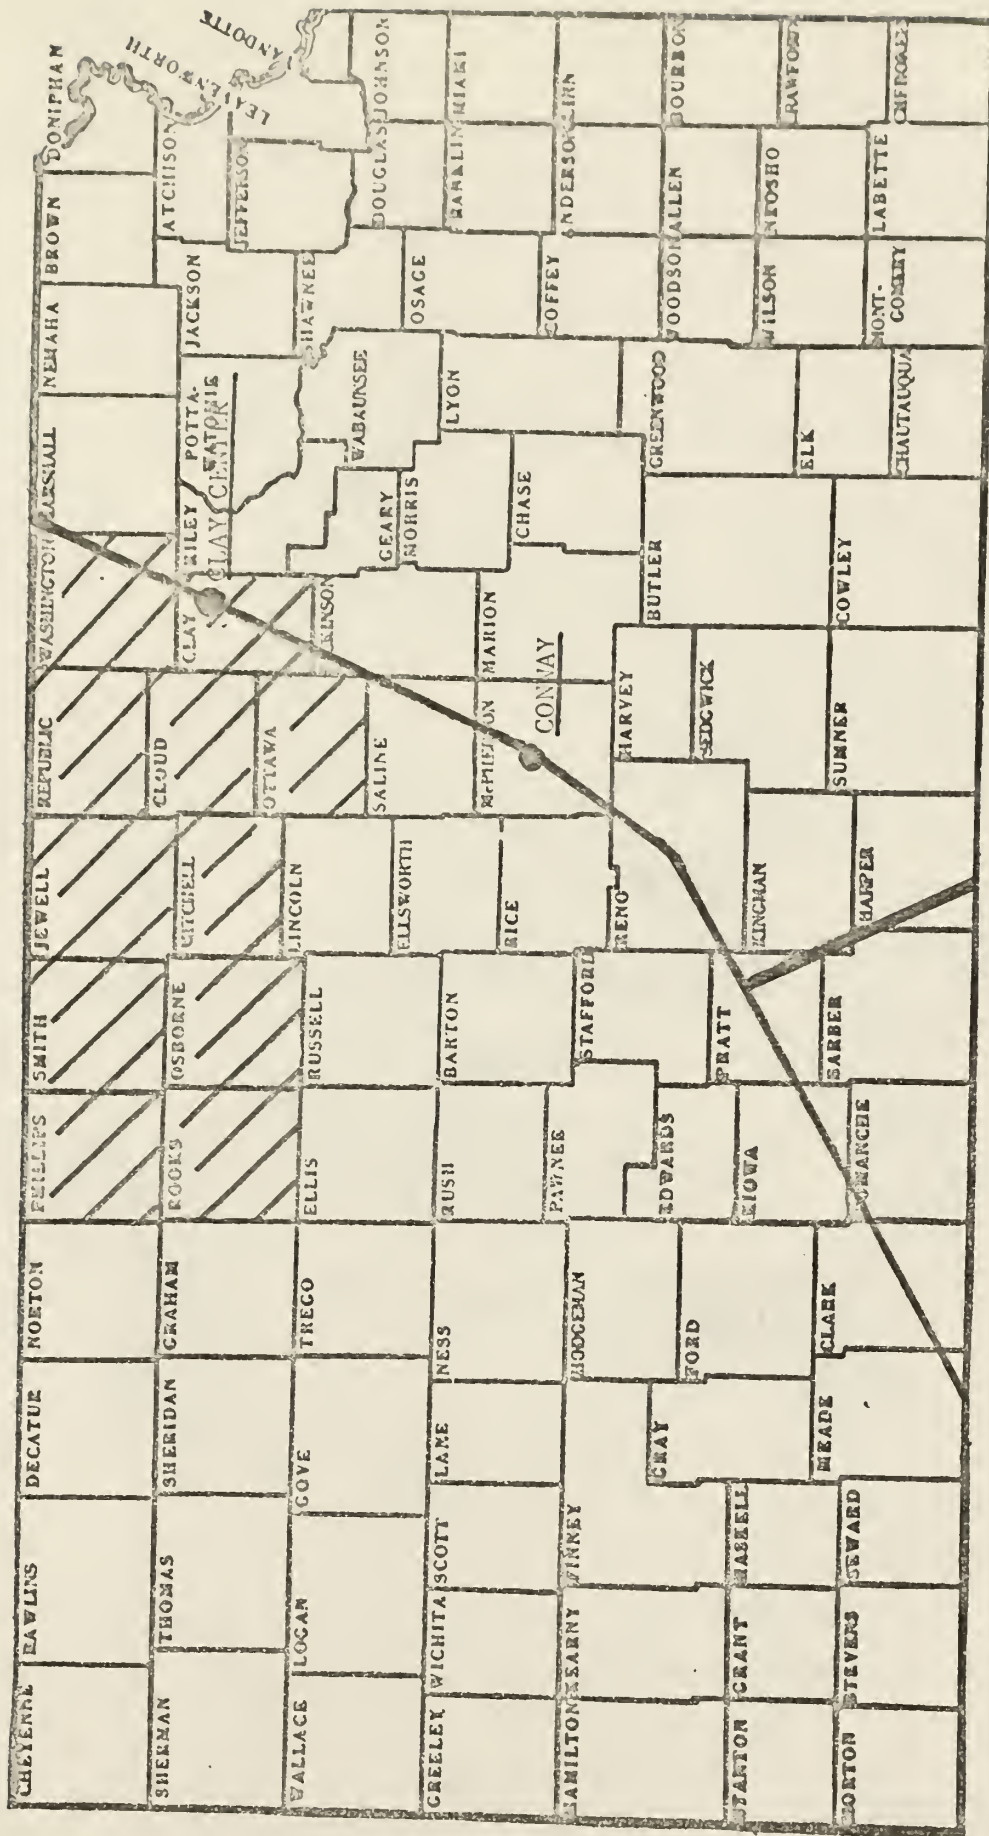 CHEYENNE
RAWLINS
DECATUR
NORTON
PHILLIPS
SMITH
JEWELL
REPUBLIC
WASHINGTON
MARSHALL
NEMAHA
BROWN
DONIPHAN
SHERMAN
THOMAS
SHERIDAN
GRAHAM
ROOKS
OSBORNE
MITCHELL
CLOUD
CLAY
RILEY
POTTA-
WATOMIE
CLAY CENTER
JACKSON
ATCHISON
JEFFERSON
LEAVENWORTH
ANDOTTE
WALLACE
LOGAN
GOVE
TREGO
ELLIS
RUSSELL
LINCOLN
OTTAWA
KINSON
GEARY
WABAUNSEE
SHAWNEE
DOUGLAS
JOHNSON
GREELEY
WICHITA
SCOTT
LANE
NESS
RUSH
BARTON
ELLSWORTH
SALINE
MORRIS
LYON
OSAGE
FRANKLIN
MIAMI
HAMILTON
KEARNY
FINNEY
HODGEMAN
PAWNEE
STAFFORD
RICE
McPHERSON
MARION
CHASE
COFFEY
ANDERSON
LINN
CONWAY
GRAY
FORD
EDWARDS
RENO
HARVEY
BUTLER
GREENWOOD
WOODSON
ALLEN
BOURBON
STANTON
GRANT
HASKELL
KIOWA
PRATT
KINGMAN
SEDGWICK
ELK
WILSON
NEOSHO
CRAWFORD
MORTON
STEVENS
SEWARD
MEADE
CLARK
MANCHE
BARBER
HARPER
SUMNER
COWLEY
CHAUTAUQUA
MONT-
GOMERY
LABETTE
CHEROKEE